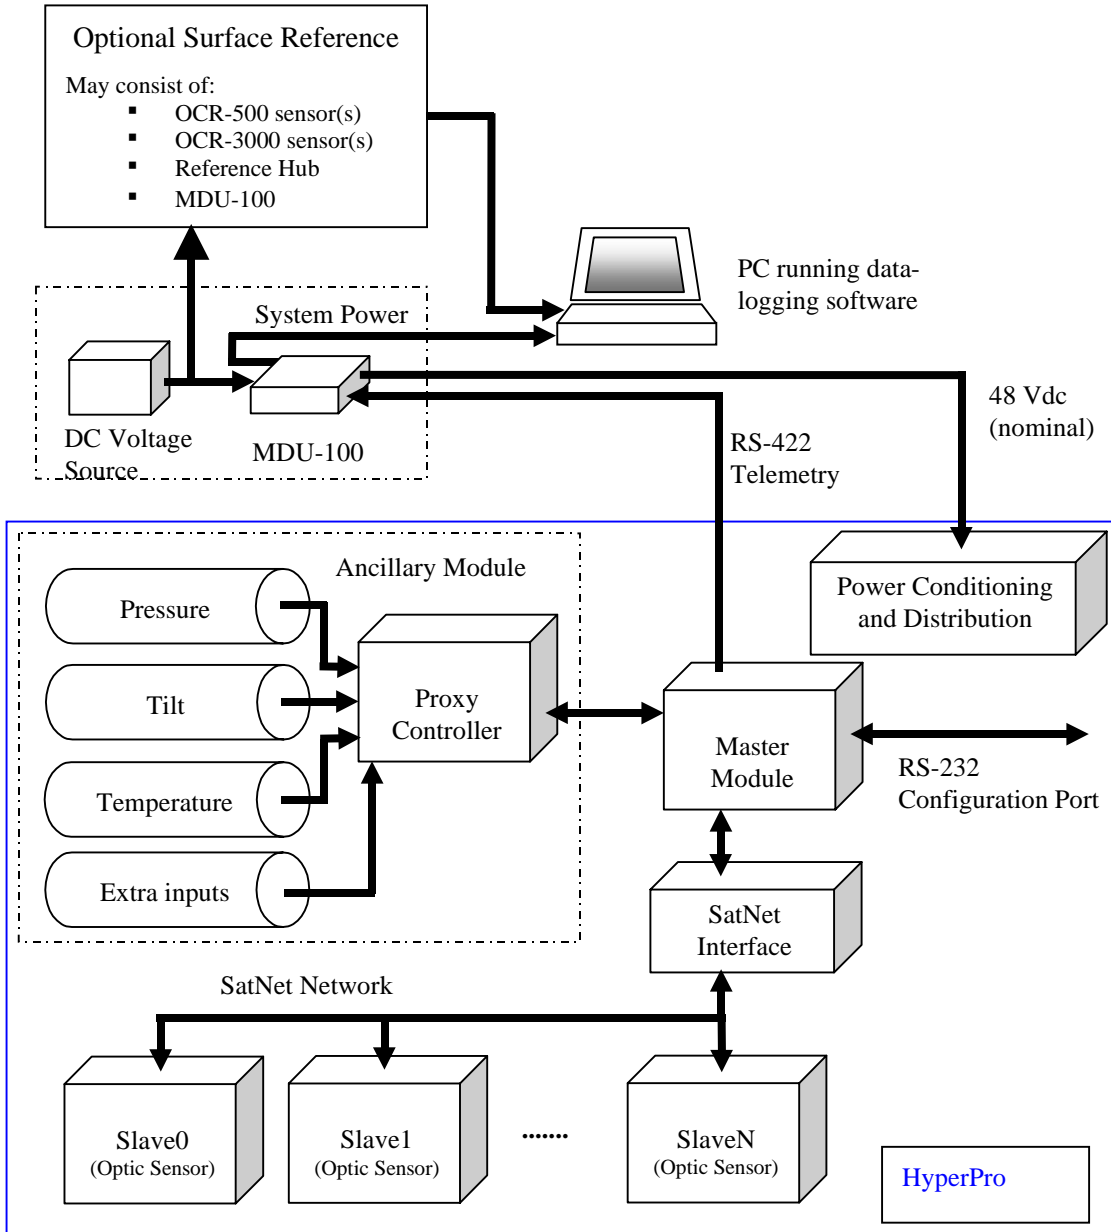 Optional Surface Reference
May consist of:
▪ OCR-500 sensor(s)
▪ OCR-3000 sensor(s)
▪ Reference Hub
▪ MDU-100
PC running data-
logging software
System Power
DC Voltage
Source
MDU-100
48 Vdc
(nominal)
RS-422
Telemetry
Ancillary Module
Pressure
Tilt
Temperature
Extra inputs
Proxy
Controller
Power Conditioning
and Distribution
Master
Module
RS-232
Configuration Port
SatNet
Interface
SatNet Network
Slave0
(Optic Sensor)
Slave1
(Optic Sensor)
.......
SlaveN
(Optic Sensor)
HyperPro